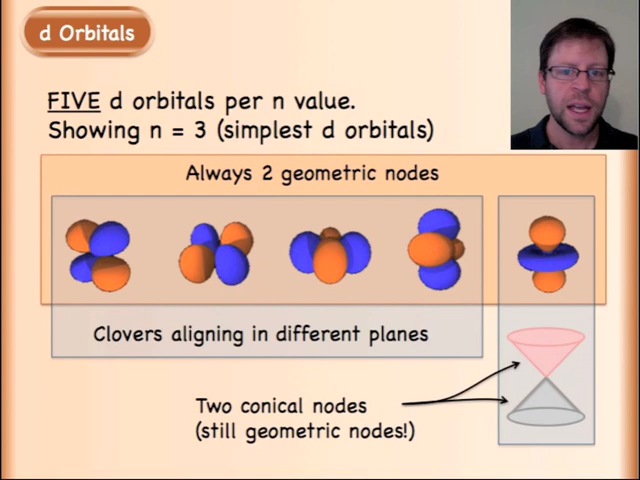 d Orbitals
FIVE d orbitals per n value.
Showing n = 3 (simplest d orbitals)
Always 2 geometric nodes
Clovers aligning in different planes
Two conical nodes
(still geometric nodes!)